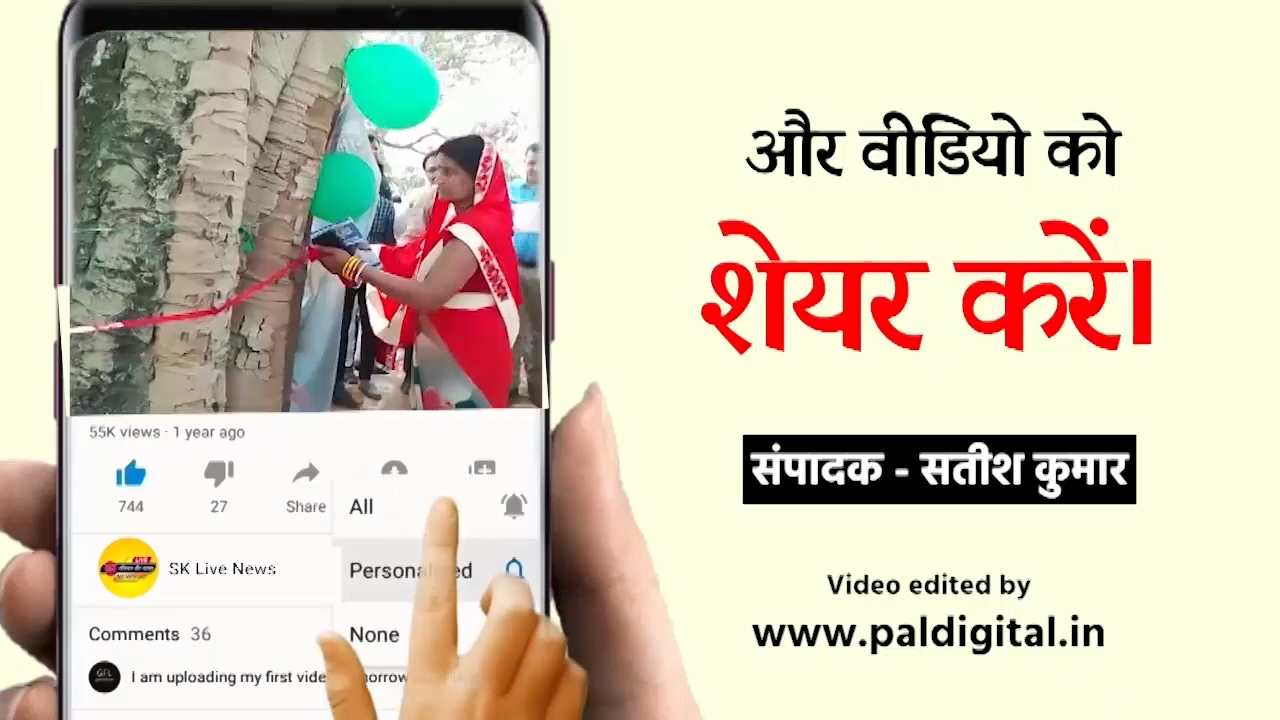 और वीडियो को
शेयर करें।
संपादक - सतीश कुमार
Video edited by
www.paldigital.in
55K views · 1 year ago
744
27
Share
All
SK Live News
Personalized
Comments 36
None
I am uploading my first